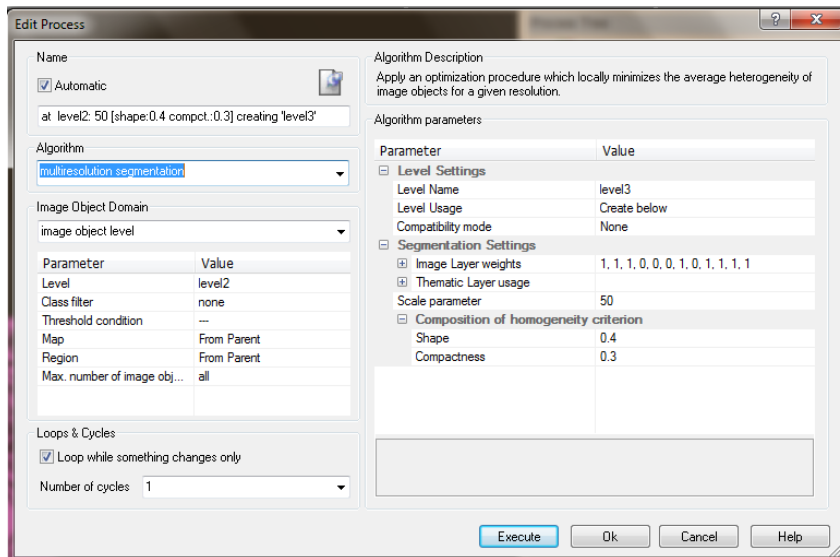 Edit Process
Name
Automatic
at level2: 50 [shape:0.4 compct.:0.3] creating 'level3'
Algorithm
multiresolution segmentation
Image Object Domain
image object level
Parameter Value
Level level2
Class filter none
Threshold condition ---
Map From Parent
Region From Parent
Max. number of image obj... all
Loops & Cycles
Loop while something changes only
Number of cycles 1
Algorithm Description
Apply an optimization procedure which locally minimizes the average heterogeneity of
image objects for a given resolution.
Algorithm parameters
Parameter Value
Level Settings
Level Name level3
Level Usage Create below
Compatibility mode None
Segmentation Settings
Image Layer weights 1, 1, 1, 0, 0, 0, 1, 0, 1, 1, 1, 1
Thematic Layer usage
Scale parameter 50
Composition of homogeneity criterion
Shape 0.4
Compactness 0.3
Execute Ok Cancel Help